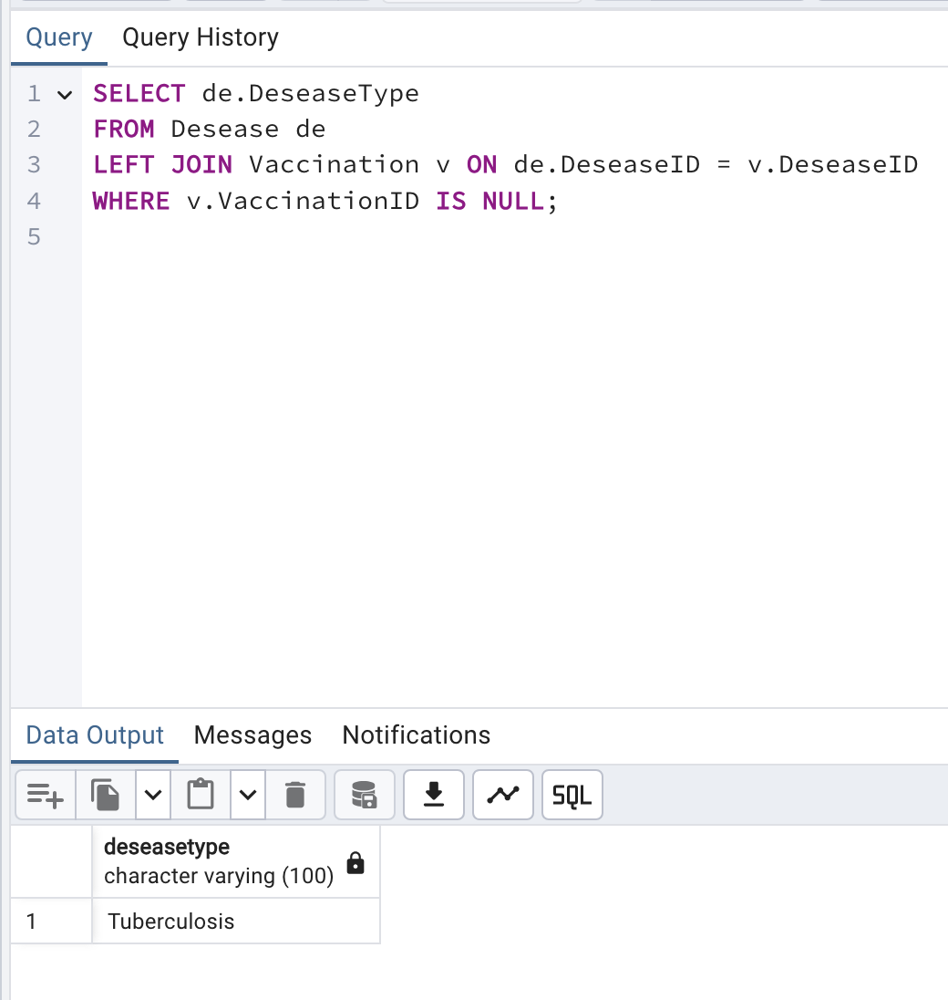 Query Query History
1 SELECT de.DeseaseType
2 FROM Desease de
3 LEFT JOIN Vaccination v ON de.DeseaseID = v.DeseaseID
4 WHERE v.VaccinationID IS NULL;
5
Data Output Messages Notifications
SQL
deseasetype
character varying (100)
1 Tuberculosis